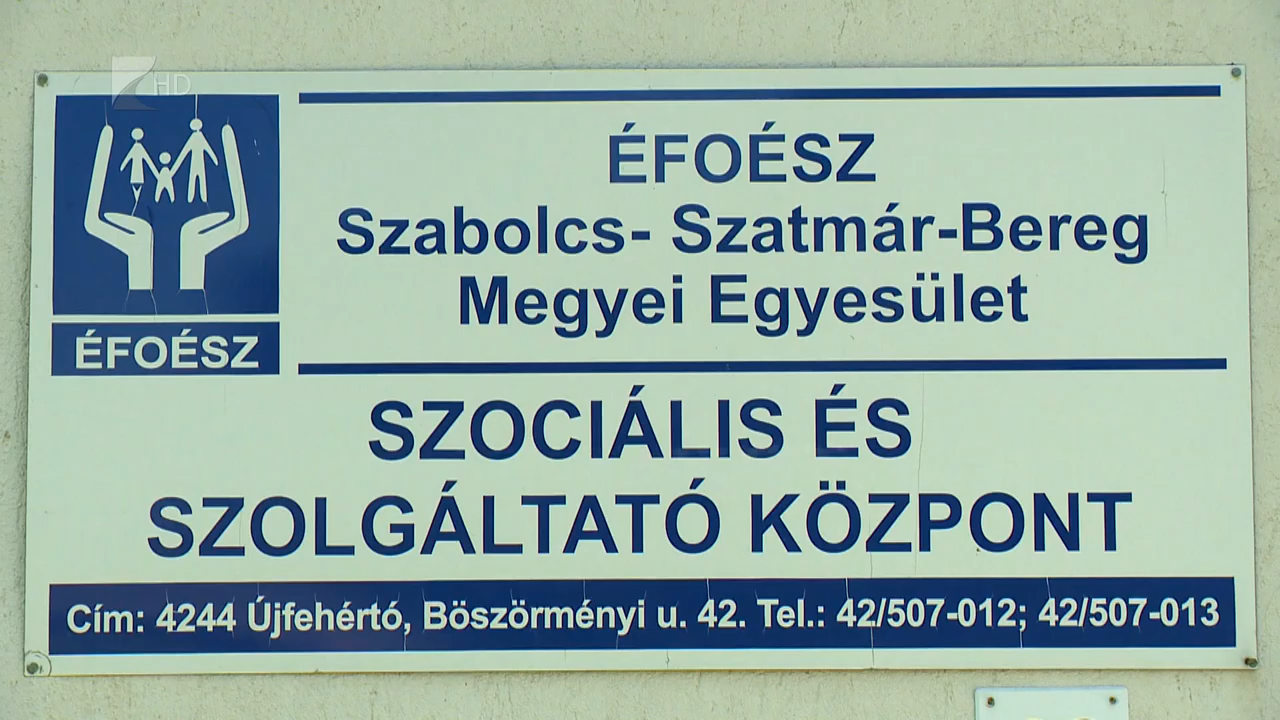 HD
ÉFOÉSZ
ÉFOÉSZ
Szabolcs- Szatmár-Bereg
Megyei Egyesület
SZOCIÁLIS ÉS
SZOLGÁLTATÓ KÖZPONT
Cím: 4244 Újfehértó, Böszörményi u. 42. Tel.: 42/507-012; 42/507-013